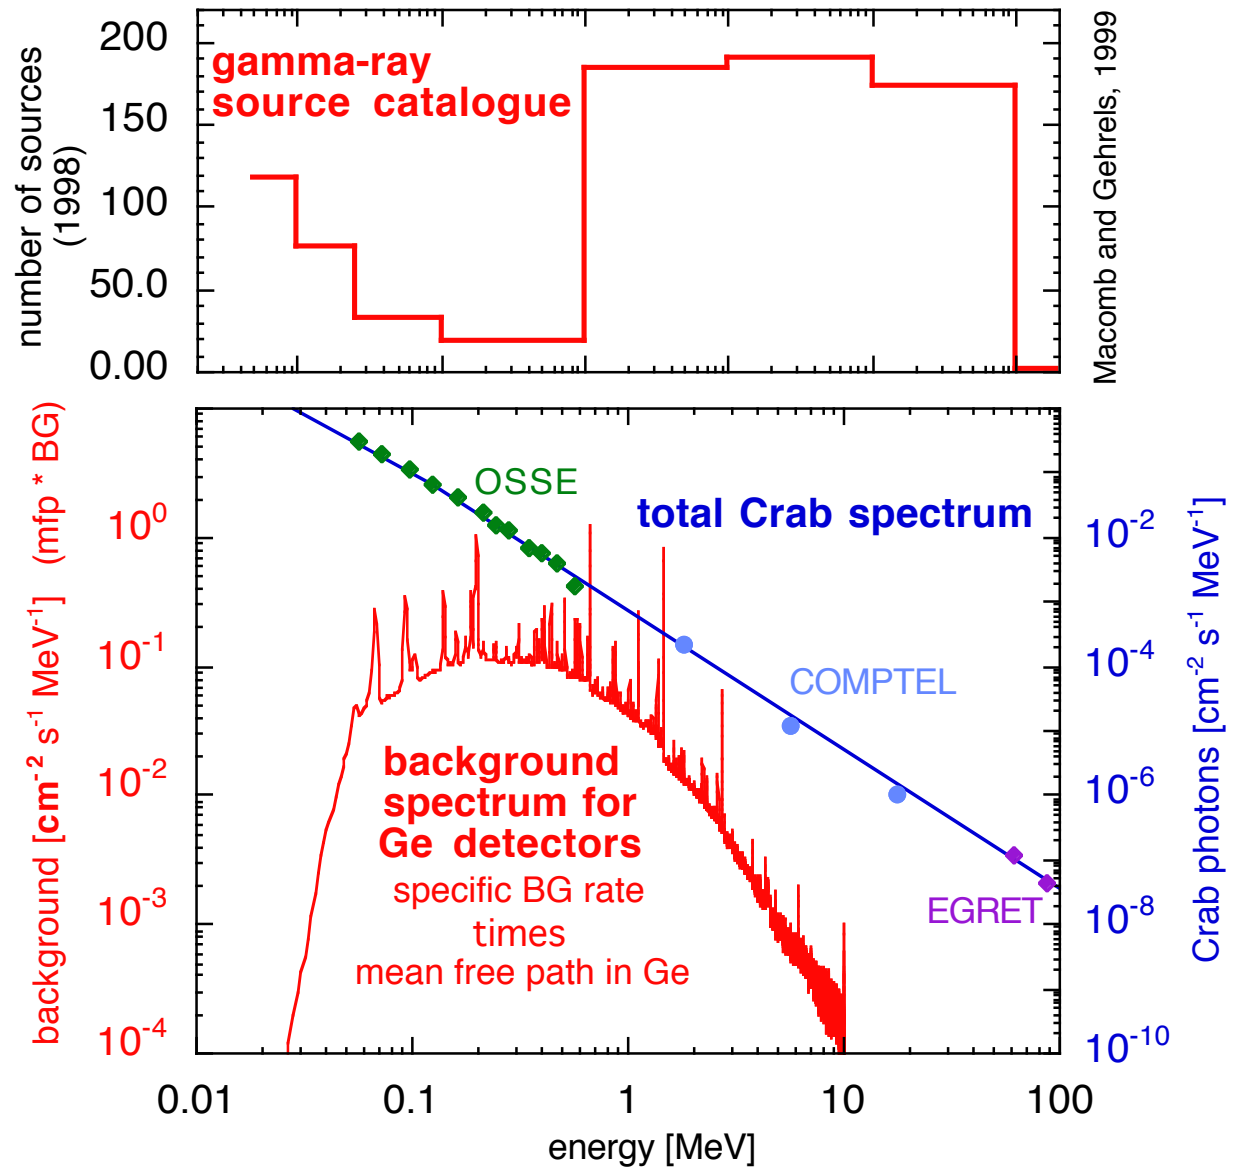 200
150
100
50.0
0.00
number of sources
(1998)
gamma-ray
source catalogue
Macomb and Gehrels, 1999
background [cm-2 s-1 MeV-1] (mfp * BG)
10^0
10^-1
10^-2
10^-3
10^-4
OSSE
total Crab spectrum
COMPTEL
EGRET
background
spectrum for
Ge detectors
specific BG rate
times
mean free path in Ge
10^-2
10^-4
10^-6
10^-8
10^-10
Crab photons [cm-2 s-1 MeV-1]
0.01
0.1
1
10
100
energy [MeV]